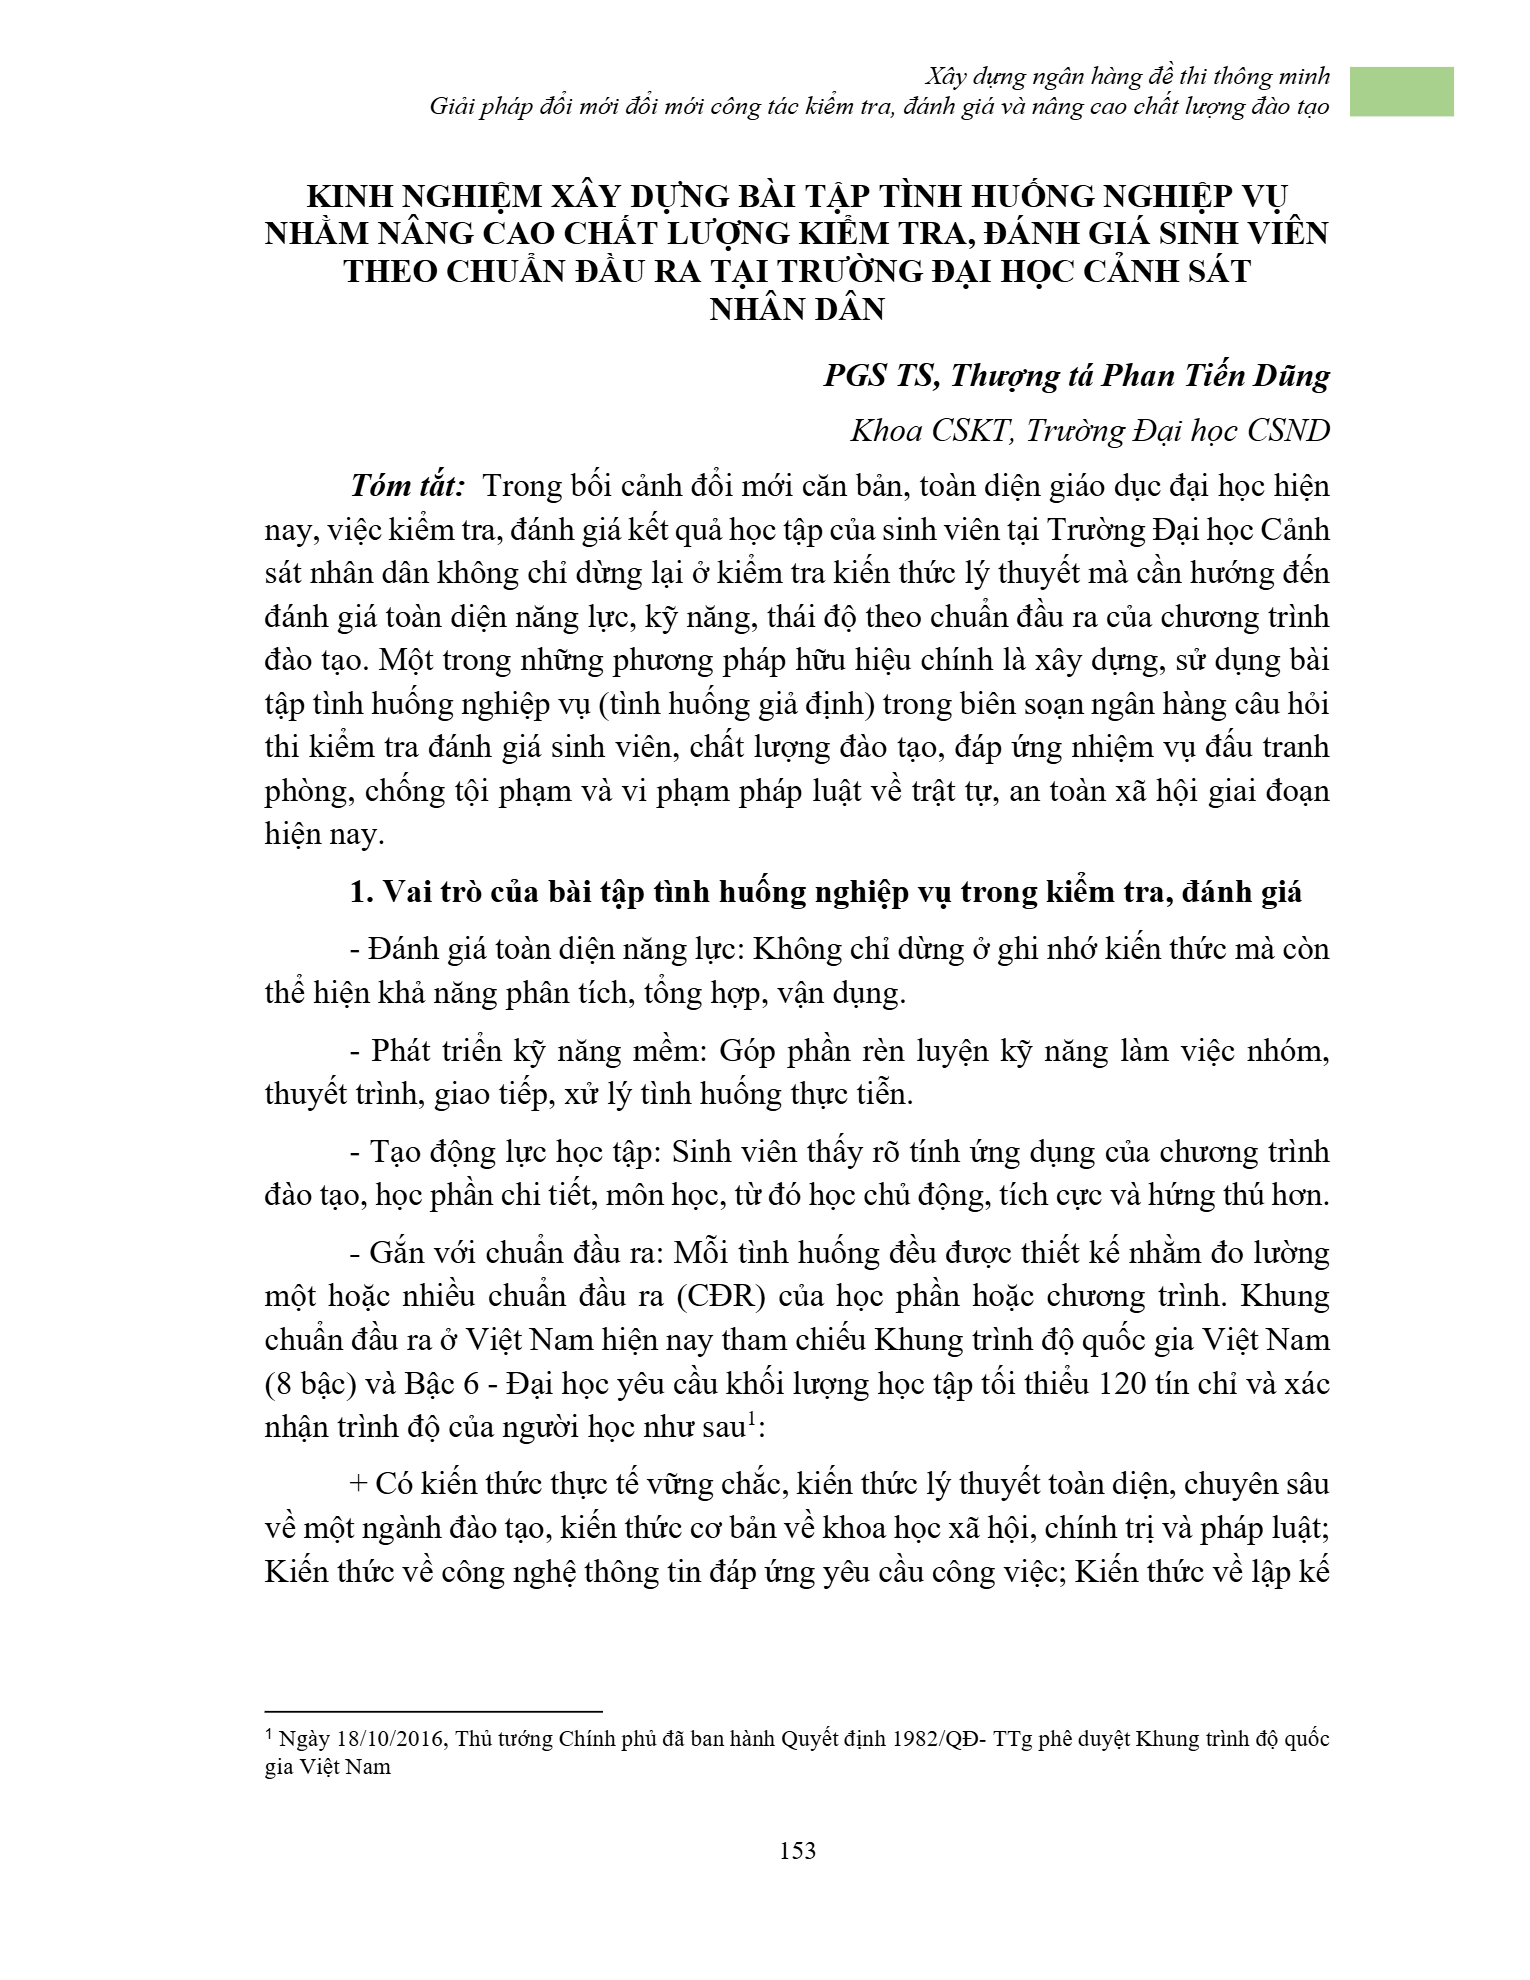 Xây dựng ngân hàng đề thi thông minh
Giải pháp đổi mới đổi mới công tác kiểm tra, đánh giá và nâng cao chất lượng đào tạo
KINH NGHIỆM XÂY DỰNG BÀI TẬP TÌNH HUỐNG NGHIỆP VỤ
NHẰM NÂNG CAO CHẤT LƯỢNG KIỂM TRA, ĐÁNH GIÁ SINH VIÊN
THEO CHUẨN ĐẦU RA TẠI TRƯỜNG ĐẠI HỌC CẢNH SÁT
NHÂN DÂN
PGS TS, Thượng tá Phan Tiến Dũng
Khoa CSKT, Trường Đại học CSND
Tóm tắt: Trong bối cảnh đổi mới căn bản, toàn diện giáo dục đại học hiện
nay, việc kiểm tra, đánh giá kết quả học tập của sinh viên tại Trường Đại học Cảnh
sát nhân dân không chỉ dừng lại ở kiểm tra kiến thức lý thuyết mà cần hướng đến
đánh giá toàn diện năng lực, kỹ năng, thái độ theo chuẩn đầu ra của chương trình
đào tạo. Một trong những phương pháp hữu hiệu chính là xây dựng, sử dụng bài
tập tình huống nghiệp vụ (tình huống giả định) trong biên soạn ngân hàng câu hỏi
thi kiểm tra đánh giá sinh viên, chất lượng đào tạo, đáp ứng nhiệm vụ đấu tranh
phòng, chống tội phạm và vi phạm pháp luật về trật tự, an toàn xã hội giai đoạn
hiện nay.
1. Vai trò của bài tập tình huống nghiệp vụ trong kiểm tra, đánh giá
- Đánh giá toàn diện năng lực: Không chỉ dừng ở ghi nhớ kiến thức mà còn
thể hiện khả năng phân tích, tổng hợp, vận dụng.
- Phát triển kỹ năng mềm: Góp phần rèn luyện kỹ năng làm việc nhóm,
thuyết trình, giao tiếp, xử lý tình huống thực tiễn.
- Tạo động lực học tập: Sinh viên thấy rõ tính ứng dụng của chương trình
đào tạo, học phần chi tiết, môn học, từ đó học chủ động, tích cực và hứng thú hơn.
- Gắn với chuẩn đầu ra: Mỗi tình huống đều được thiết kế nhằm đo lường
một hoặc nhiều chuẩn đầu ra (CĐR) của học phần hoặc chương trình. Khung
chuẩn đầu ra ở Việt Nam hiện nay tham chiếu Khung trình độ quốc gia Việt Nam
(8 bậc) và Bậc 6 - Đại học yêu cầu khối lượng học tập tối thiểu 120 tín chỉ và xác
nhận trình độ của người học như sau¹:
+ Có kiến thức thực tế vững chắc, kiến thức lý thuyết toàn diện, chuyên sâu
về một ngành đào tạo, kiến thức cơ bản về khoa học xã hội, chính trị và pháp luật;
Kiến thức về công nghệ thông tin đáp ứng yêu cầu công việc; Kiến thức về lập kế
¹ Ngày 18/10/2016, Thủ tướng Chính phủ đã ban hành Quyết định 1982/QĐ- TTg phê duyệt Khung trình độ quốc
gia Việt Nam
153